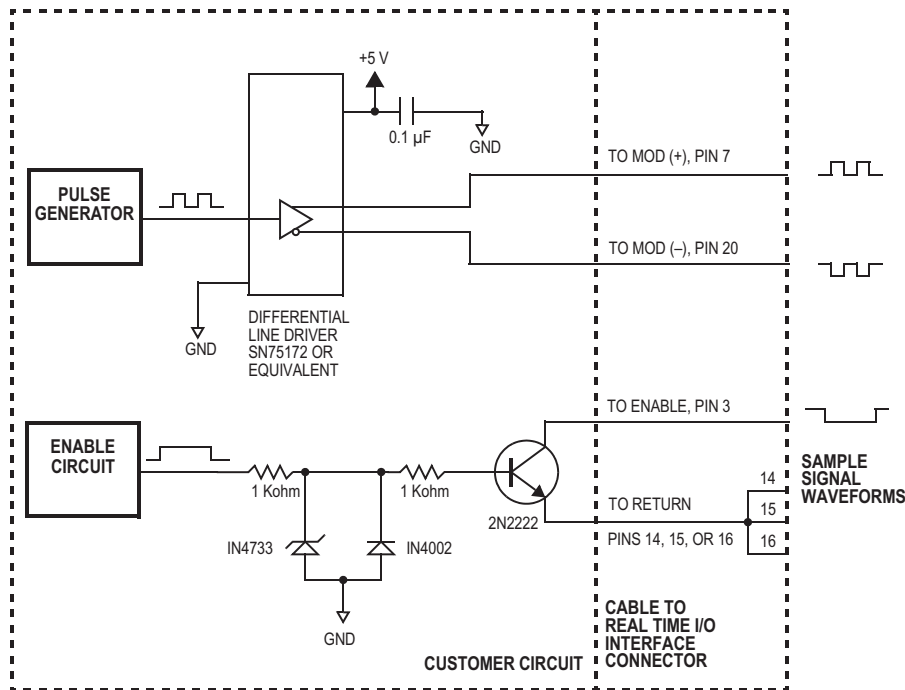 +5 V
0.1 µF
GND
TO MOD (+), PIN 7
PULSE
GENERATOR
TO MOD (–), PIN 20
GND
DIFFERENTIAL
LINE DRIVER
SN75172 OR
EQUIVALENT
TO ENABLE, PIN 3
ENABLE
CIRCUIT
SAMPLE
SIGNAL
WAVEFORMS
1 Kohm
1 Kohm
2N2222
TO RETURN
PINS 14, 15, OR 16
14
15
16
IN4733
IN4002
GND
CUSTOMER CIRCUIT
CABLE TO
REAL TIME I/O
INTERFACE
CONNECTOR